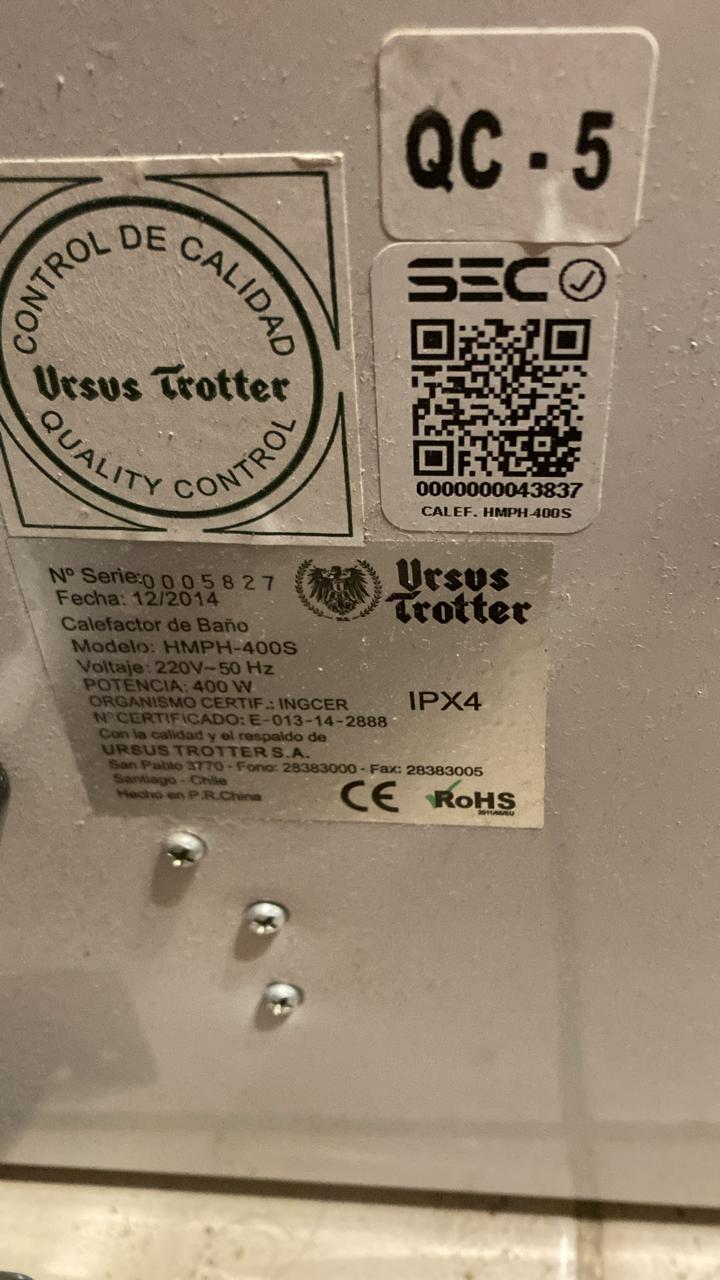 QC - 5
CONTROL DE CALIDAD
Ursus Trotter
QUALITY CONTROL
SEC
0000000043837
CALEF. HMPH-400S
Nº Serie:0005827
Ursus
Trotter
Fecha: 12/2014
Calefactor de Baño
Modelo: HMPH-400S
Voltaje: 220V~50 Hz
POTENCIA: 400 W
IPX4
ORGANISMO CERTIF.: INGCER
Nº CERTIFICADO: E-013-14-2888
Con la calidad y el respaldo de
URSUS TROTTER S.A.
San Pablo 3770 - Fono: 28383000 - Fax: 28383005
Santiago - Chile
Hecho en P.R.China
CE
RoHS
2011/65/EU